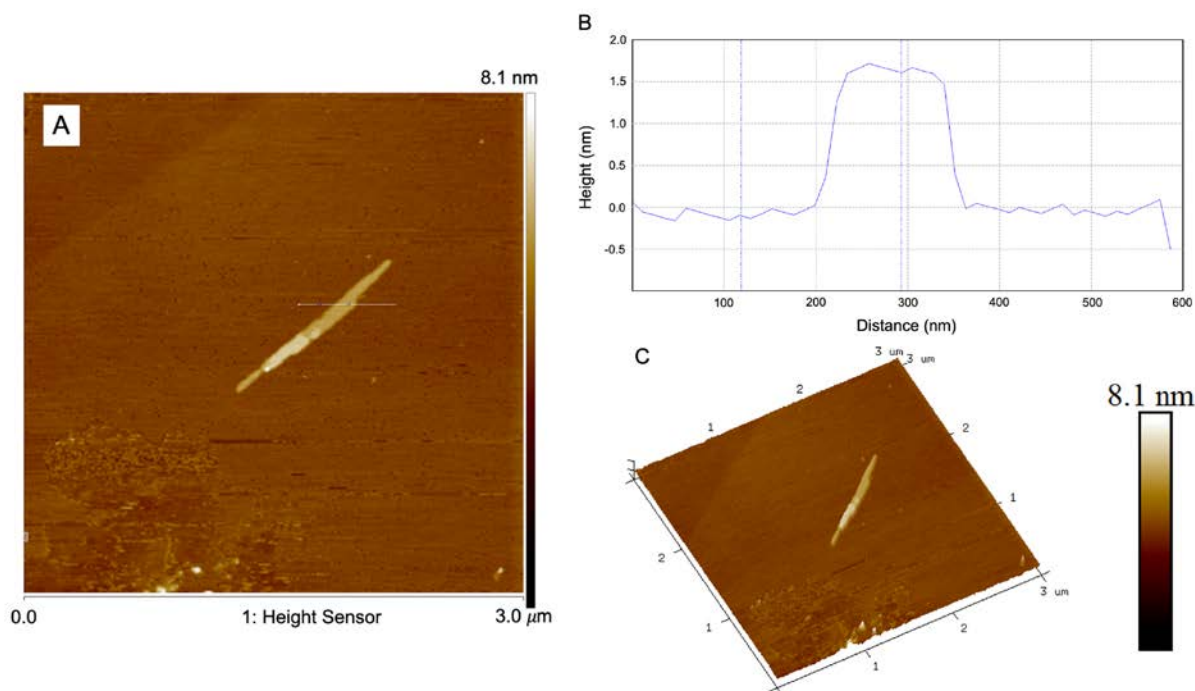 8.1 nm
A
0.0
1: Height Sensor
3.0 µm
B
2.0
1.5
1.0
0.5
0.0
-0.5
Height (nm)
100
200
300
400
500
600
Distance (nm)
C
3 um
3 um
2
1
2
1
2
1
3 um
2
1
8.1 nm